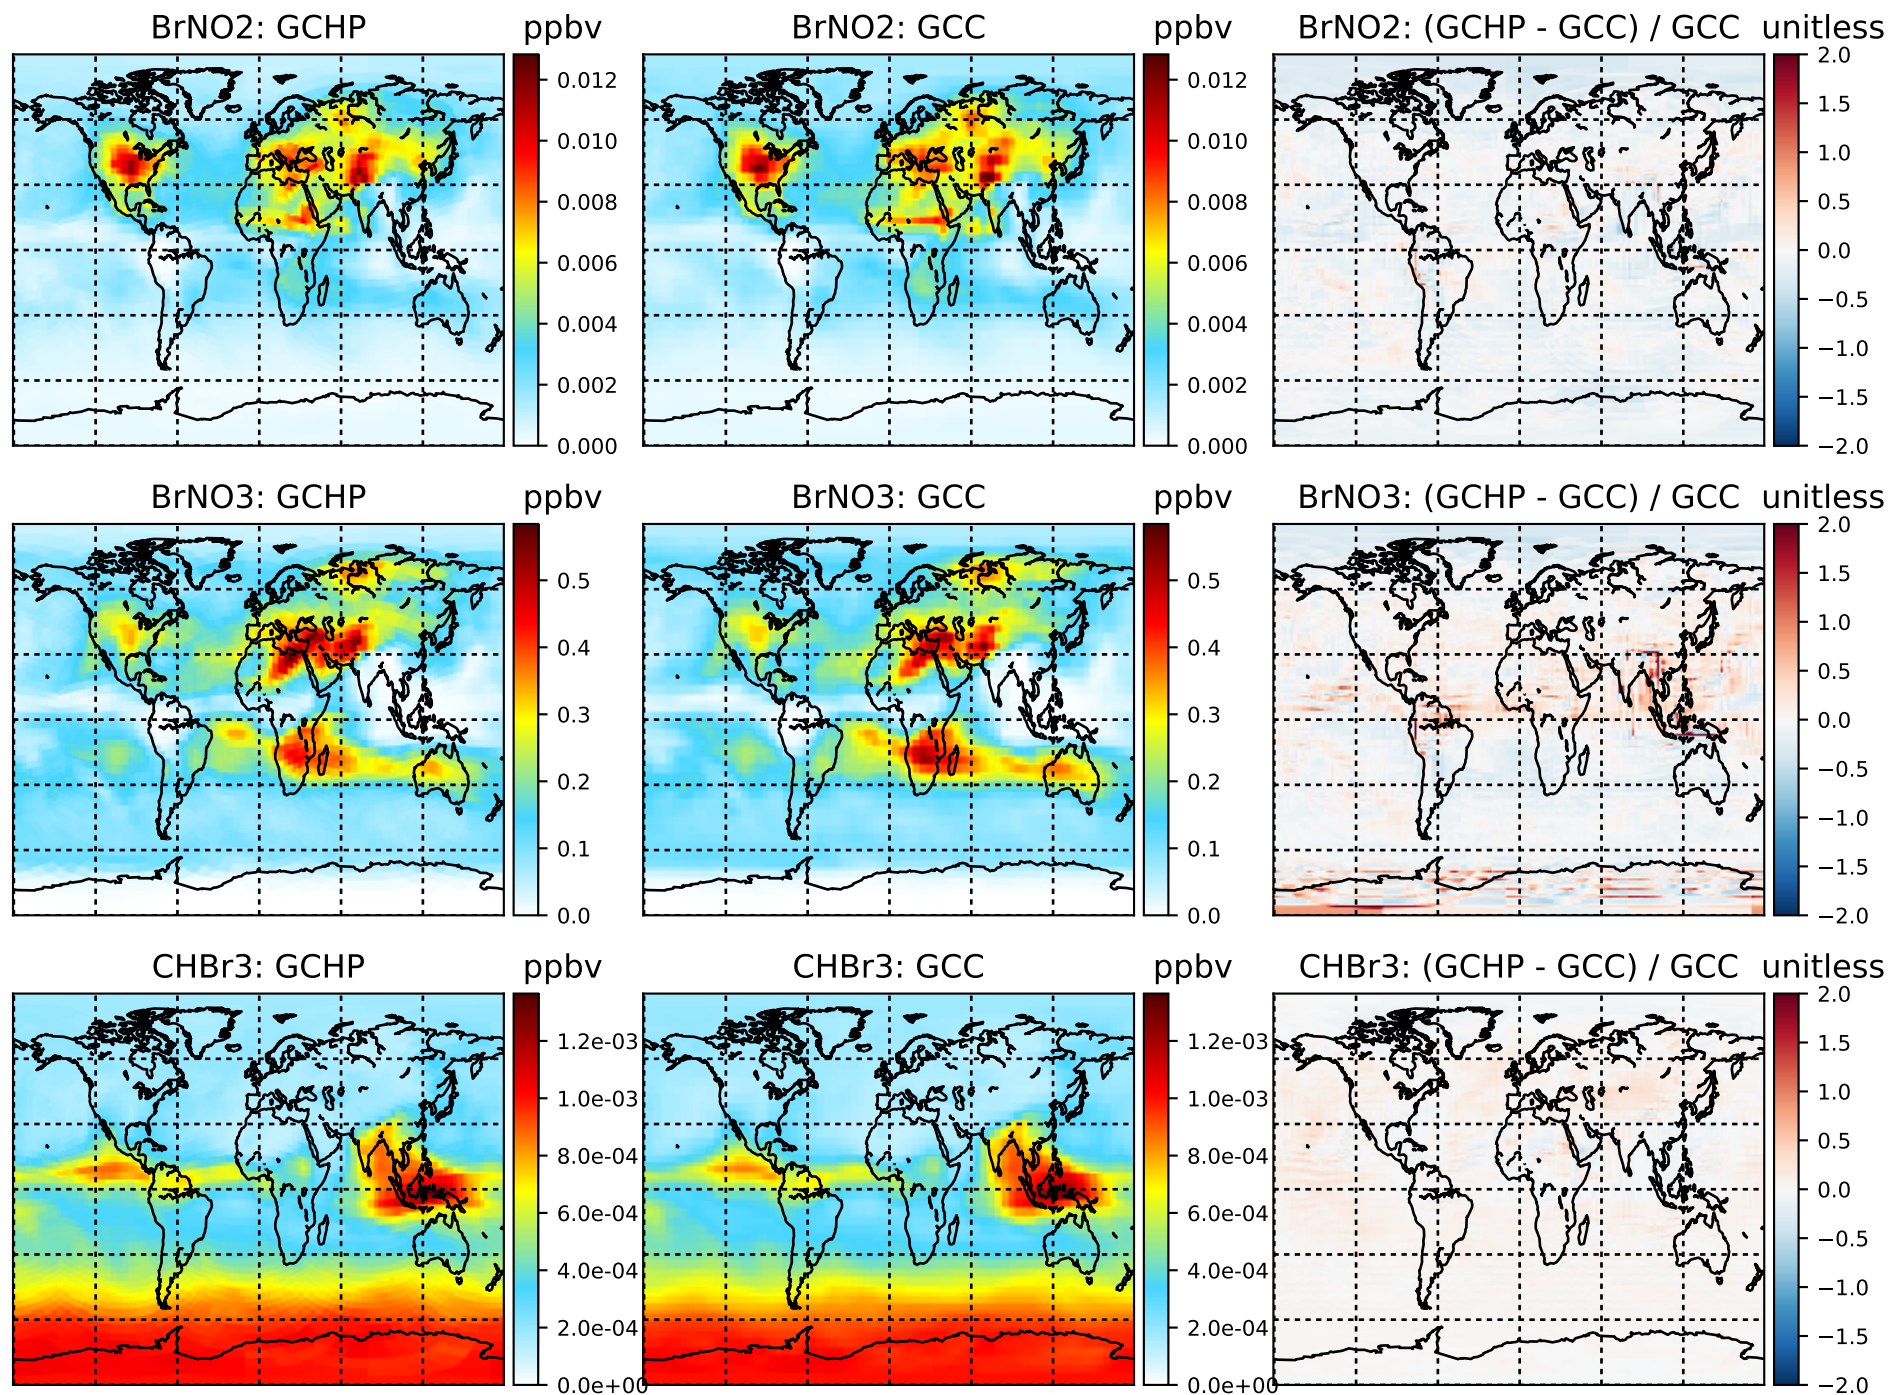 BrNO2: GCHP ppbv BrNO2: GCC ppbv BrNO2: (GCHP - GCC) / GCC unitless
0.012 0.012 2.0
0.010 0.010 1.5
0.008 0.008 1.0
0.006 0.006 0.5
0.004 0.004 0.0
0.002 0.002 −0.5
0.000 0.000 −1.0
−1.5
−2.0
BrNO3: GCHP ppbv BrNO3: GCC ppbv BrNO3: (GCHP - GCC) / GCC unitless
0.5 0.5 2.0
0.4 0.4 1.5
0.3 0.3 1.0
0.2 0.2 0.5
0.1 0.1 0.0
0.0 0.0 −0.5
−1.0
−1.5
−2.0
CHBr3: GCHP ppbv CHBr3: GCC ppbv CHBr3: (GCHP - GCC) / GCC unitless
1.2e-03 1.2e-03 2.0
1.0e-03 1.0e-03 1.5
8.0e-04 8.0e-04 1.0
6.0e-04 6.0e-04 0.5
4.0e-04 4.0e-04 0.0
2.0e-04 2.0e-04 −0.5
0.0e+00 0.0e+00 −1.0
−1.5
−2.0